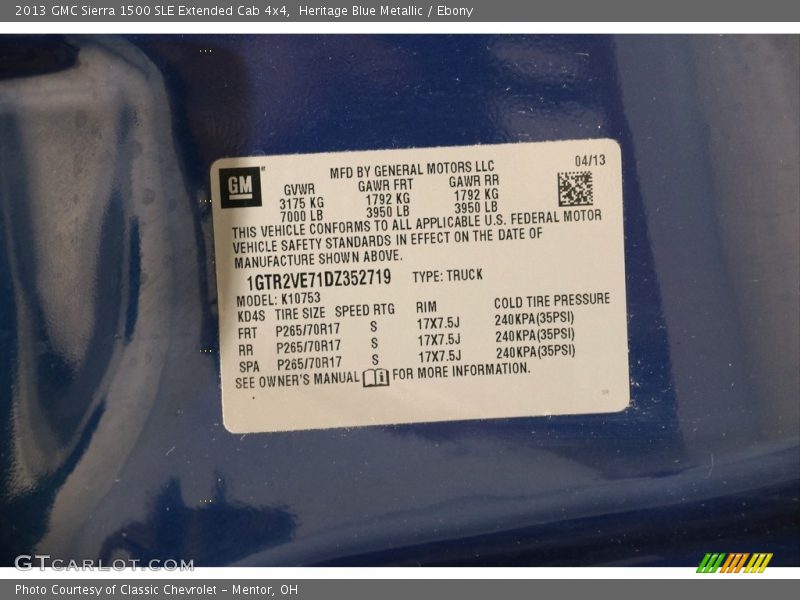 2013 GMC Sierra 1500 SLE Extended Cab 4x4, Heritage Blue Metallic / Ebony
GM
MFD BY GENERAL MOTORS LLC 04/13
GVWR GAWR FRT GAWR RR
3175 KG 1792 KG 1792 KG
7000 LB 3950 LB 3950 LB
THIS VEHICLE CONFORMS TO ALL APPLICABLE U.S. FEDERAL MOTOR
VEHICLE SAFETY STANDARDS IN EFFECT ON THE DATE OF
MANUFACTURE SHOWN ABOVE.
1GTR2VE71DZ352719 TYPE: TRUCK
MODEL: K10753
KD4S TIRE SIZE SPEED RTG RIM COLD TIRE PRESSURE
FRT P265/70R17 S 17X7.5J 240KPA(35PSI)
RR P265/70R17 S 17X7.5J 240KPA(35PSI)
SPA P265/70R17 S 17X7.5J 240KPA(35PSI)
SEE OWNER'S MANUAL FOR MORE INFORMATION.
GTCARLOT.COM
Photo Courtesy of Classic Chevrolet - Mentor, OH